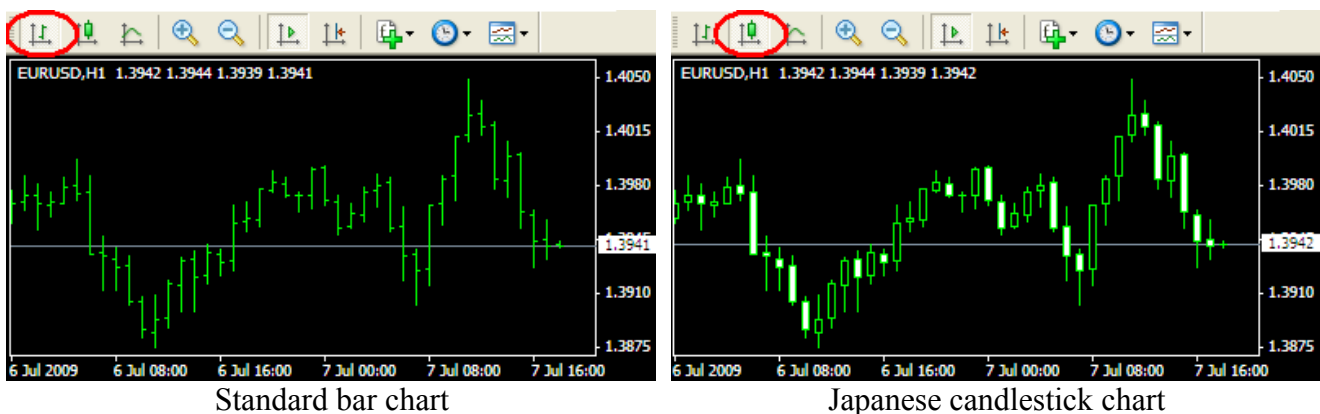 EURUSD,H1 1.3942 1.3944 1.3939 1.3941
1.4050
1.4015
1.3980
1.3941
1.3910
1.3875
6 Jul 2009 6 Jul 08:00 6 Jul 16:00 7 Jul 00:00 7 Jul 08:00 7 Jul 16:00
Standard bar chart
EURUSD,H1 1.3942 1.3944 1.3939 1.3942
1.4050
1.4015
1.3980
1.3942
1.3910
1.3875
6 Jul 2009 6 Jul 08:00 6 Jul 16:00 7 Jul 00:00 7 Jul 08:00 7 Jul 16:00
Japanese candlestick chart